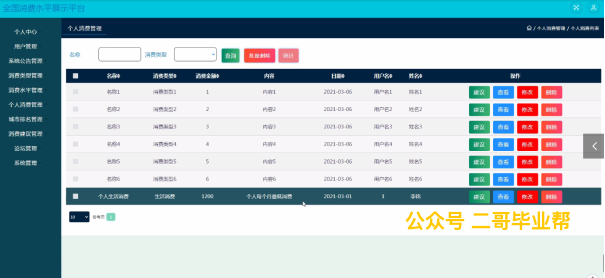 全国消费水平展示平台
个人中心
用户管理
系统公告管理
消费类型管理
消费水平管理
个人消费管理
城市排名管理
消费建议管理
论坛管理
系统管理
个人消费管理
/ 个人消费管理 / 个人消费列表
名称 消费类型 查询 批量删除
名称 消费类型 消费金额 内容 日期 用户名 姓名 操作
名称1 消费类型1 1 内容1 2021-03-06 用户名1 姓名1 建议 查看 修改 删除
名称2 消费类型2 2 内容2 2021-03-06 用户名2 姓名2 建议 查看 修改 删除
名称3 消费类型3 3 内容3 2021-03-06 用户名3 姓名3 建议 查看 修改 删除
名称4 消费类型4 4 内容4 2021-03-06 用户名4 姓名4 建议 查看 修改 删除
名称5 消费类型5 5 内容5 2021-03-06 用户名5 姓名5 建议 查看 修改 删除
名称6 消费类型6 6 内容6 2021-03-06 用户名6 姓名6 建议 查看 修改 删除
个人生活消费 生活消费 1200 个人每个月最低消费 2021-03-01 1 李铭 建议 查看 修改 删除
10 1
公众号 二哥毕业帮